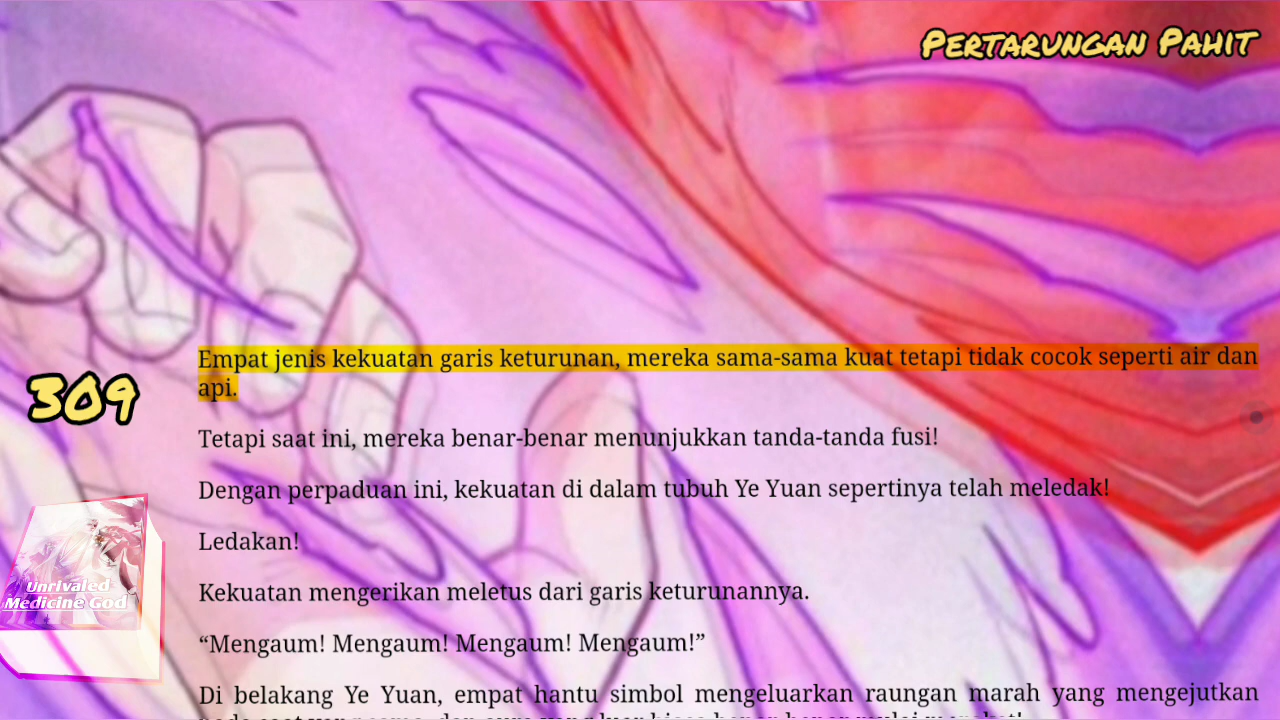 Pertarungan Pahit
Empat jenis kekuatan garis keturunan, mereka sama-sama kuat tetapi tidak cocok seperti air dan
api.
309
Tetapi saat ini, mereka benar-benar menunjukkan tanda-tanda fusi!
Dengan perpaduan ini, kekuatan di dalam tubuh Ye Yuan sepertinya telah meledak!
Ledakan!
Kekuatan mengerikan meletus dari garis keturunannya.
Unrivaled
Medicine God
“Mengaum! Mengaum! Mengaum! Mengaum!”
Di belakang Ye Yuan, empat hantu simbol mengeluarkan raungan marah yang mengejutkan